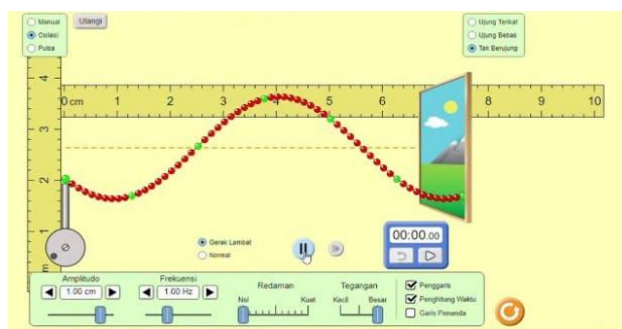 Manual
Osilasi
Pulsa
Ulangi
Ujung Terikat
Ujung Bebas
Tak Berujung
4
3
2
1
0 cm 1 2 3 4 5 6 8 9 10
Gerak Lambat
Normal
00:00.00
Amplitudo
1.00 cm
Frekuensi
1.00 Hz
Redaman
Nol Kuat
Tegangan
Kecil Besar
Penggaris
Penghitung Waktu
Garis Penanda